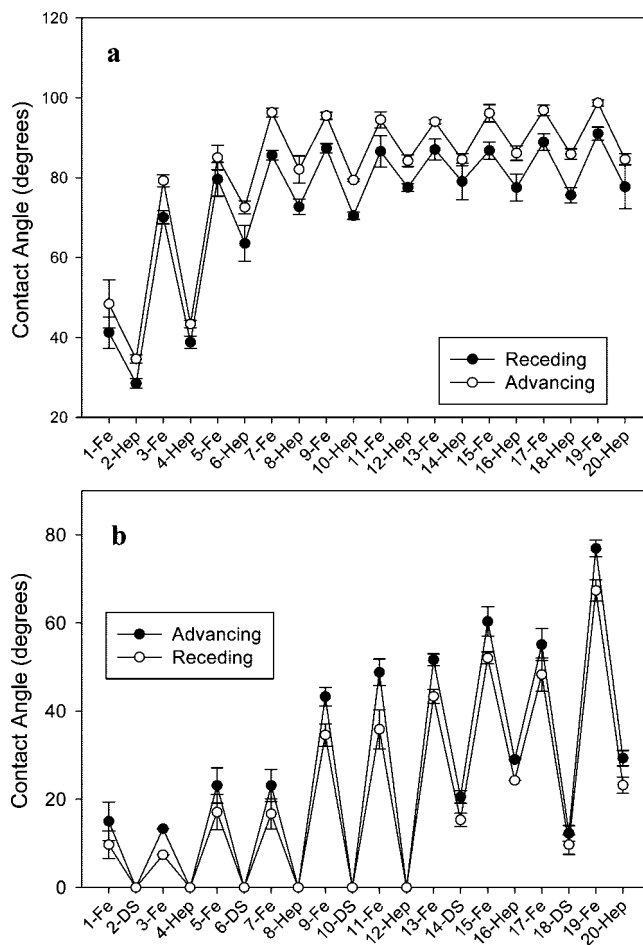 120
a
100
80
60
40
20
Contact Angle (degrees)
Receding
Advancing
1-Fe
2-Hep
3-Fe
4-Hep
5-Fe
6-Hep
7-Fe
8-Hep
9-Fe
10-Hep
11-Fe
12-Hep
13-Fe
14-Hep
15-Fe
16-Hep
17-Fe
18-Hep
19-Fe
20-Hep
b
80
60
40
20
0
Contact Angle (degrees)
Advancing
Receding
1-Fe
2-DS
3-Fe
4-Hep
5-Fe
6-DS
7-Fe
8-Hep
9-Fe
10-DS
11-Fe
12-Hep
13-Fe
14-DS
15-Fe
16-Hep
17-Fe
18-DS
19-Fe
20-Hep